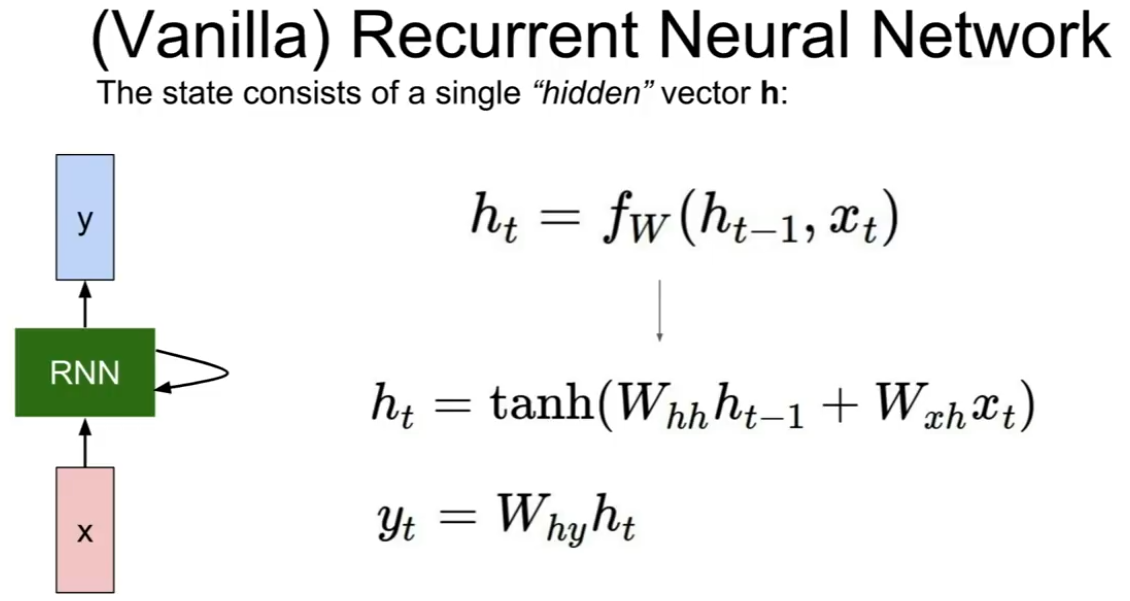 (Vanilla) Recurrent Neural Network
The state consists of a single “hidden” vector h:
y
RNN
x
h_t = f_W(h_{t−1}, x_t)
h_t = tanh(W_{hh}h_{t−1} + W_{xh}x_t)
y_t = W_{hy}h_t